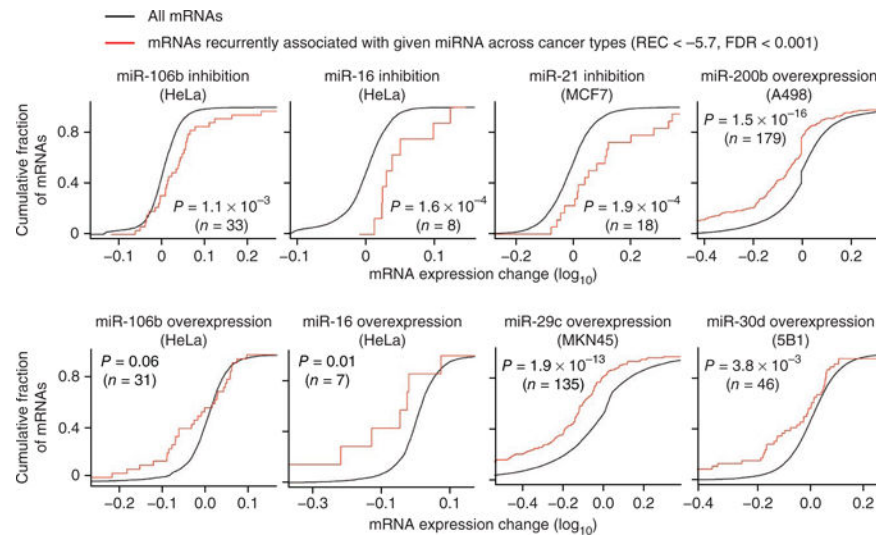 All mRNAs
mRNAs recurrently associated with given miRNA across cancer types (REC < –5.7, FDR < 0.001)
miR-106b inhibition
(HeLa)
miR-16 inhibition
(HeLa)
miR-21 inhibition
(MCF7)
miR-200b overexpression
(A498)
Cumulative fraction
of mRNAs
0.8
0.4
0
P = 1.1 × 10⁻³
(n = 33)
P = 1.6 × 10⁻⁴
(n = 8)
P = 1.9 × 10⁻⁴
(n = 18)
P = 1.5 × 10⁻¹⁶
(n = 179)
–0.1 0 0.1 0.2
–0.1 0 0.1
–0.2 0 0.2
–0.4 –0.2 0 0.2
mRNA expression change (log₁₀)
miR-106b overexpression
(HeLa)
miR-16 overexpression
(HeLa)
miR-29c overexpression
(MKN45)
miR-30d overexpression
(5B1)
Cumulative fraction
of mRNAs
0.8
0.4
0
P = 0.06
(n = 31)
P = 0.01
(n = 7)
P = 1.9 × 10⁻¹³
(n = 135)
P = 3.8 × 10⁻³
(n = 46)
–0.2 –0.1 0.0 0.1
–0.3 –0.1 0.1
–0.4 –0.2 0 0.2
–0.4 –0.2 0.0 0.2
mRNA expression change (log₁₀)